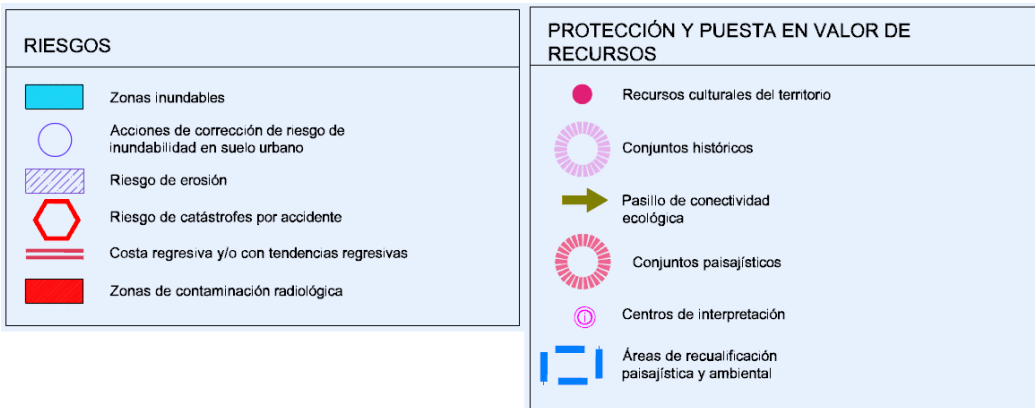 RIESGOS
Zonas inundables
Acciones de corrección de riesgo de
inundabilidad en suelo urbano
Riesgo de erosión
Riesgo de catástrofes por accidente
Costa regresiva y/o con tendencias regresivas
Zonas de contaminación radiológica
PROTECCIÓN Y PUESTA EN VALOR DE
RECURSOS
Recursos culturales del territorio
Conjuntos históricos
Pasillo de conectividad
ecológica
Conjuntos paisajísticos
Centros de interpretación
Áreas de recualificación
paisajística y ambiental